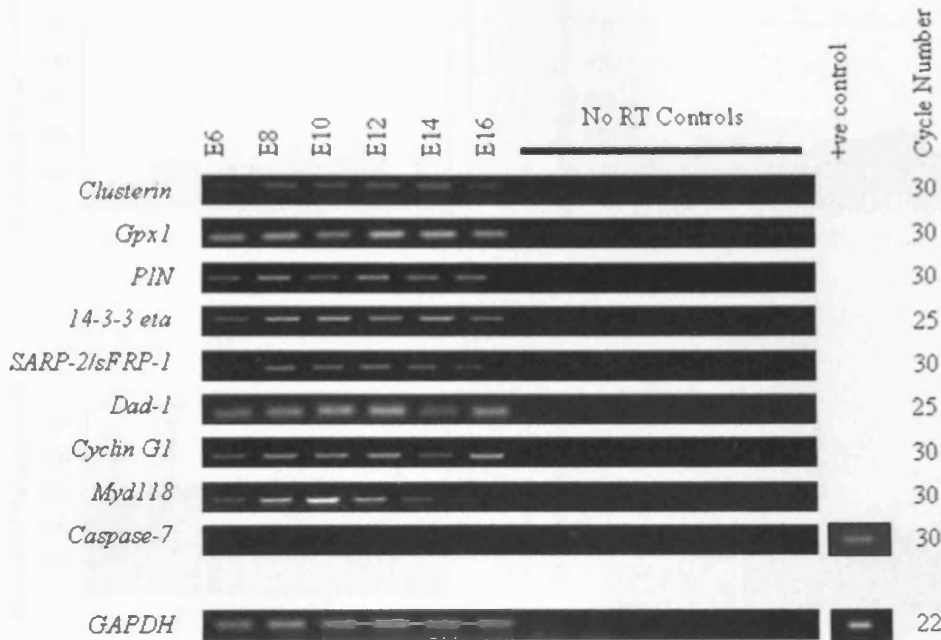 E6 E8 E10 E12 E14 E16 No RT Controls +ve control Cycle Number
Clusterin 30
Gpx1 30
PIN 30
14-3-3 eta 25
SARP-2/sFRP-1 30
Dad-1 25
Cyclin G1 30
Myd118 30
Caspase-7 30
GAPDH 22